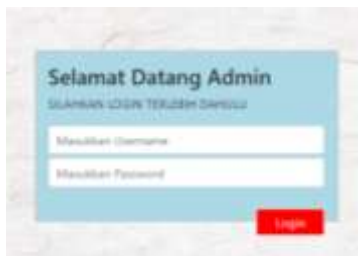 Selamat Datang Admin
SILAHKAN LOGIN TERLEBIH DAHULU
Masukkan Username
Masukkan Password
Login